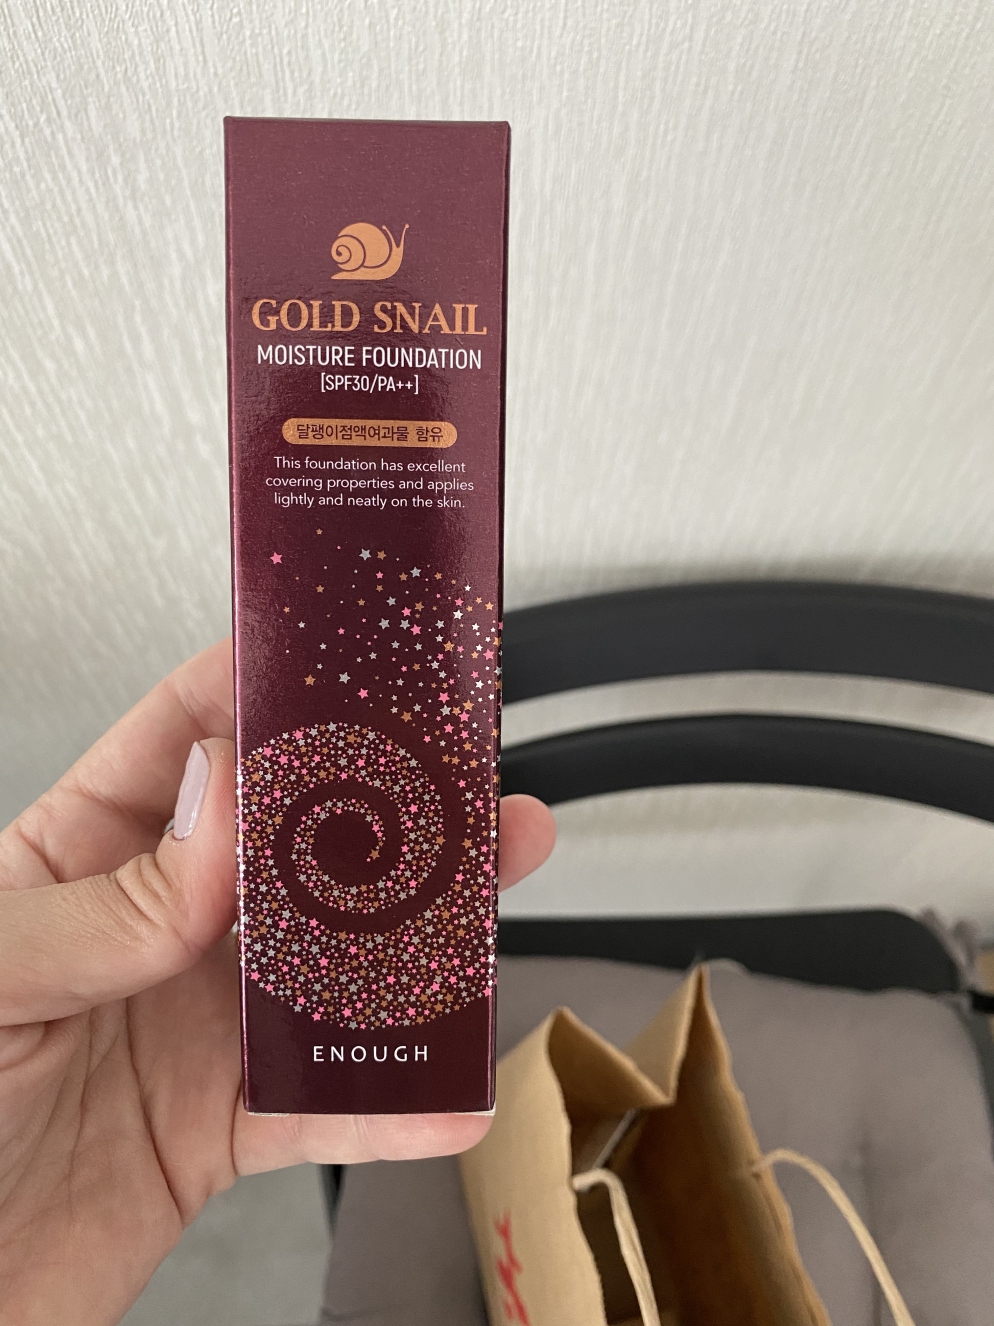 GOLD SNAIL
MOISTURE FOUNDATION
[SPF30/PA++]
달팽이점액여과물 함유
This foundation has excellent
covering properties and applies
lightly and neatly on the skin.
ENOUGH